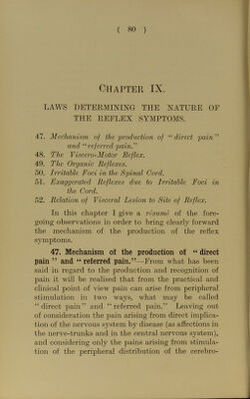 ( 80 )
CHAPTER IX.
LAWS DETERMINING THE NATURE OF
THE REFLEX SYMPTOMS.
47. Mechanism of the production of "direct pain"
and "referred pain."
48. The Viscero-Motor Reflex.
49. The Organic Reflexes.
50. Irritable Foci in the Spinal Cord.
51. Exaggerated Reflexes due to Irritable Foci in
the Cord.
52. Relation of Visceral Lesion to Site of Reflex.
In this chapter I give a résumé of the fore-
going observations in order to bring clearly forward
the mechanism of the production of the reflex
symptoms.
47. Mechanism of the production of "direct
pain" and "referred pain."—From what has been
said in regard to the production and recognition of
pain it will be realised that from the practical and
clinical point of view pain can arise from peripheral
stimulation in two ways, what may be called
"direct pain" and "referred pain." Leaving out
of consideration the pain arising from direct implica-
tion of the nervous system by disease (as affections in
the nerve-trunks and in the central nervous system),
and considering only the pains arising from stimula-
tion of the peripheral distribution of the cerebro-